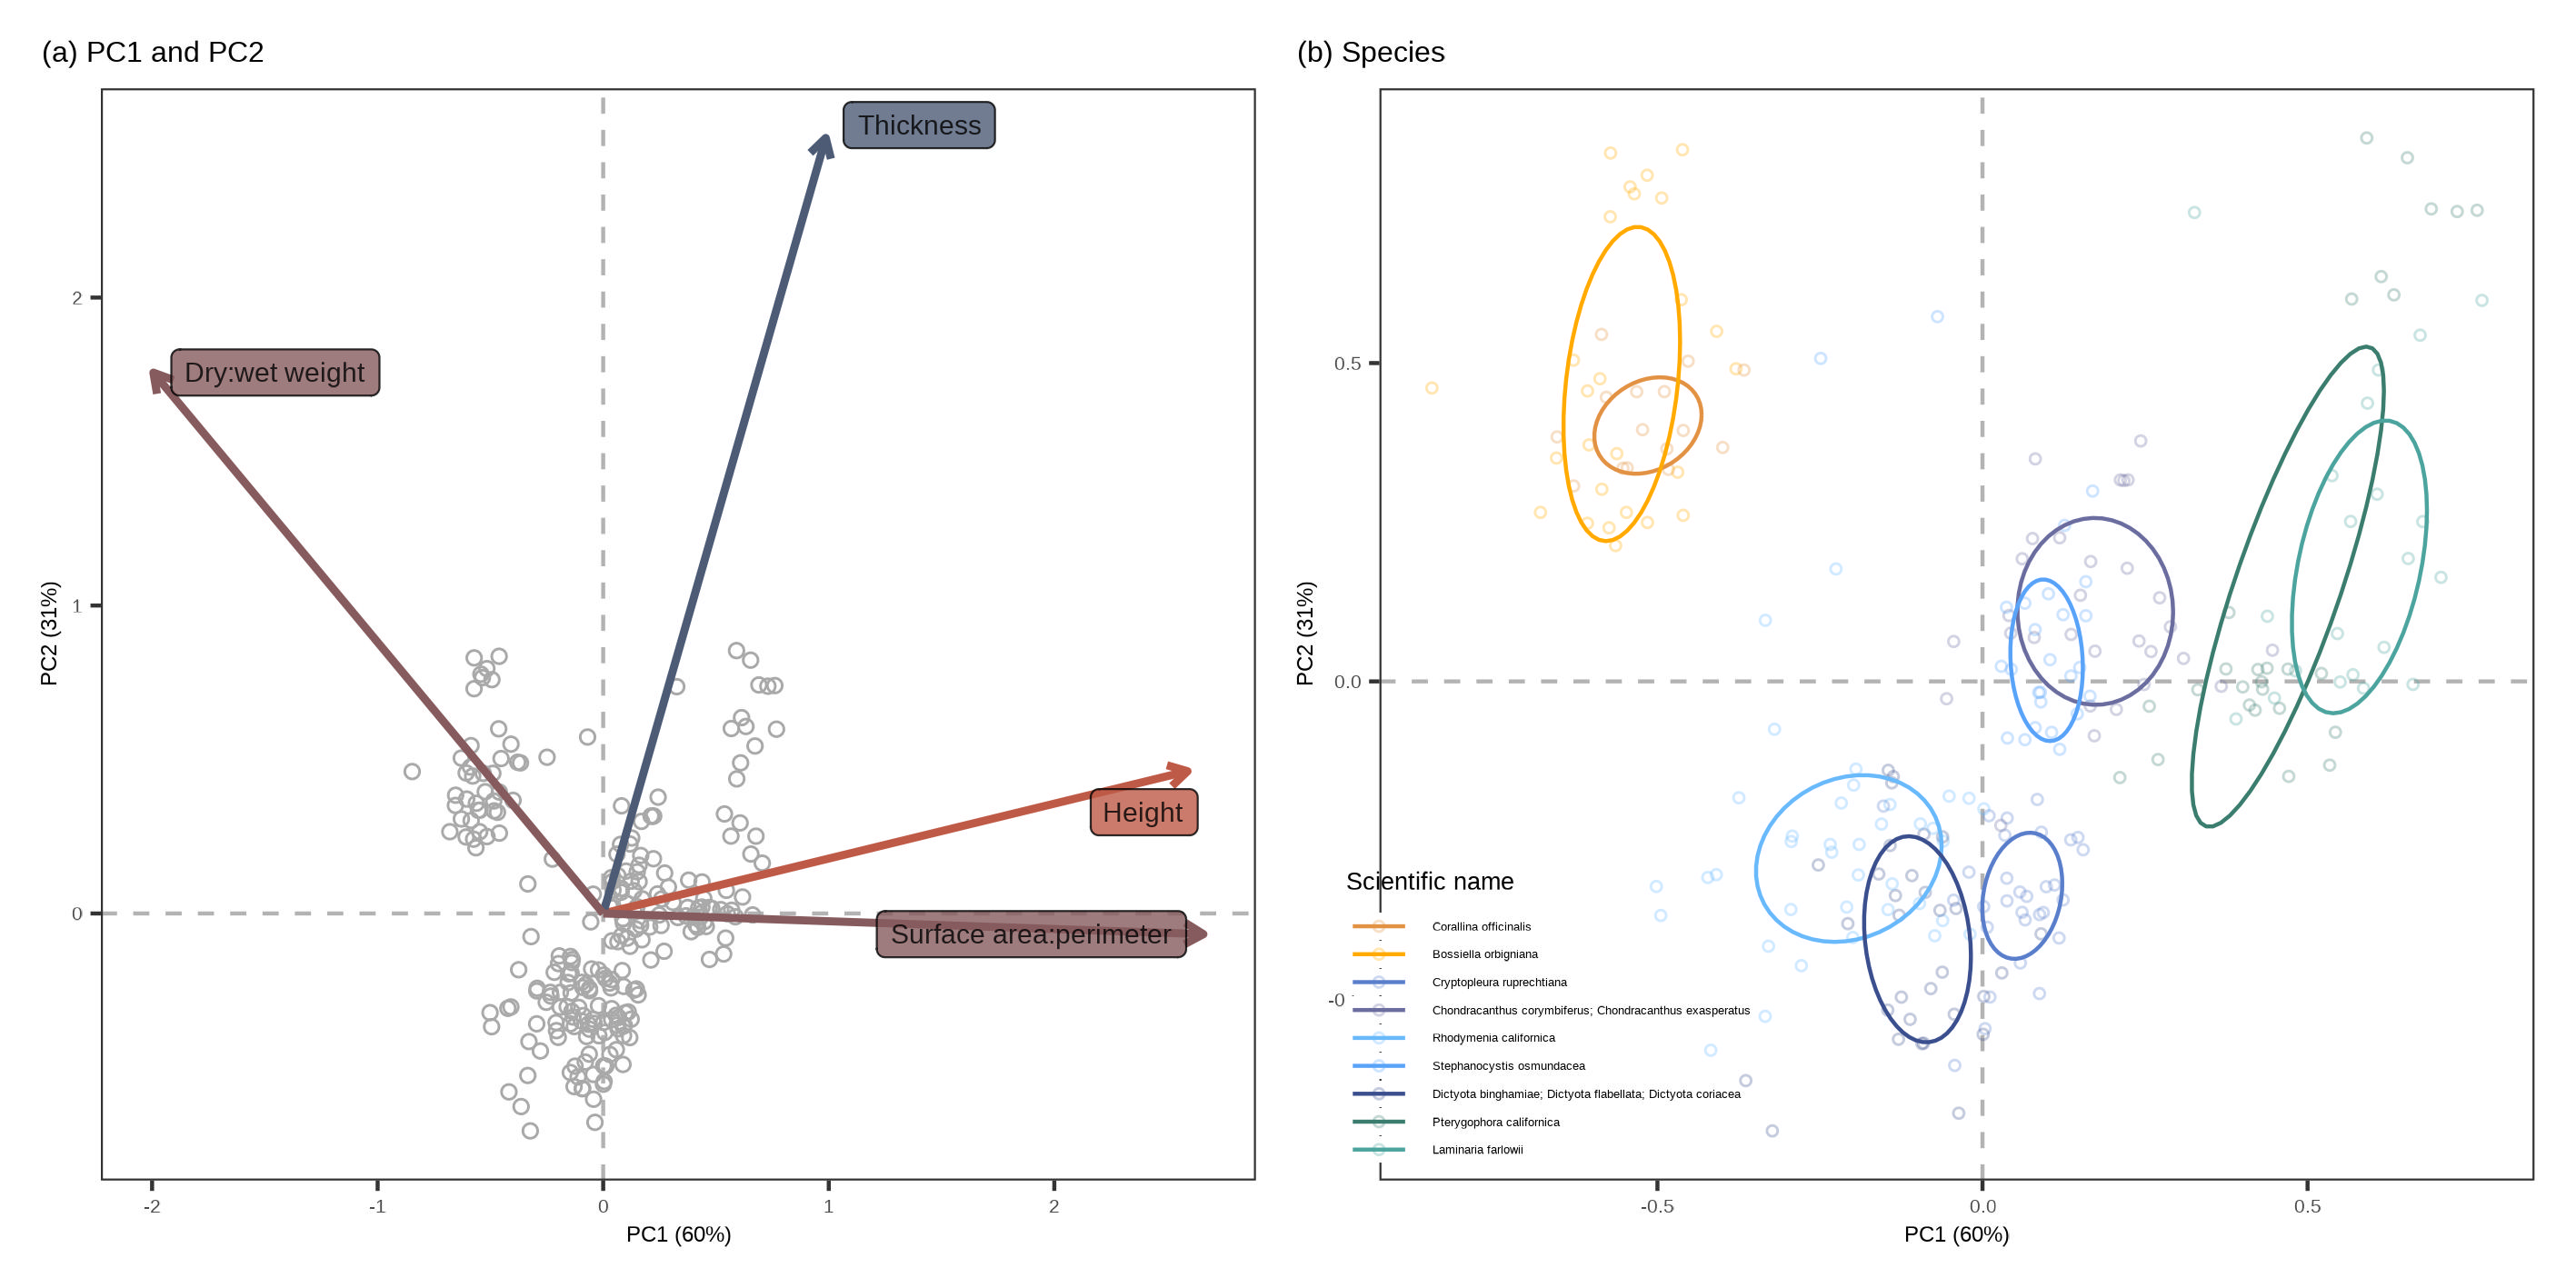 (a) PC1 and PC2
Thickness
Dry:wet weight
Height
Surface area:perimeter
2
1
0
PC2 (31%)
-2
-1
0
1
2
PC1 (60%)
(b) Species
0.5
0.0
-0
PC2 (31%)
Scientific name
Corallina officinalis
Bossiella orbigniana
Cryptopleura ruprechtiana
Chondracanthus corymbiferus; Chondracanthus exasperatus
Rhodymenia californica
Stephanocystis osmundacea
Dictyota binghamiae; Dictyota flabellata; Dictyota coriacea
Pterygophora californica
Laminaria farlowii
-0.5
0.0
0.5
PC1 (60%)